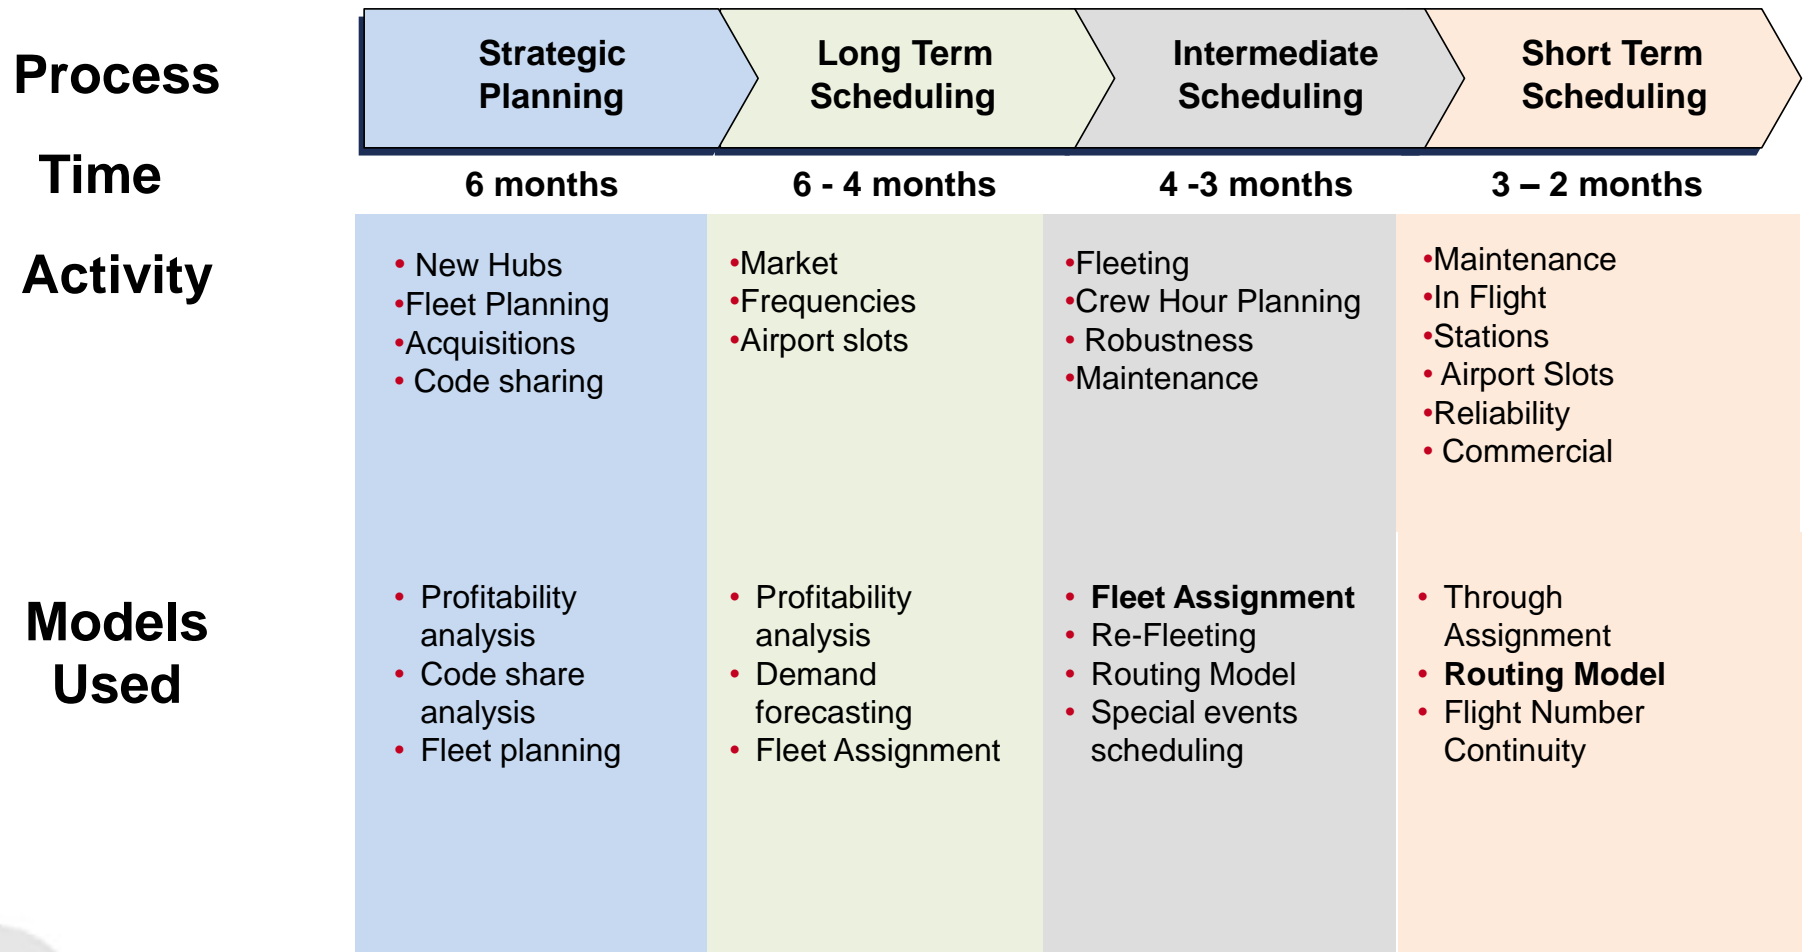 Process
Strategic
Planning
Long Term
Scheduling
Intermediate
Scheduling
Short Term
Scheduling
Time
6 months
6 - 4 months
4 -3 months
3 – 2 months
Activity
• New Hubs
•Fleet Planning
•Acquisitions
• Code sharing
•Market
•Frequencies
•Airport slots
•Fleeting
•Crew Hour Planning
• Robustness
•Maintenance
•Maintenance
•In Flight
•Stations
• Airport Slots
•Reliability
• Commercial
Models
Used
• Profitability
analysis
• Code share
analysis
• Fleet planning
• Profitability
analysis
• Demand
forecasting
• Fleet Assignment
• Fleet Assignment
• Re-Fleeting
• Routing Model
• Special events
scheduling
• Through
Assignment
• Routing Model
• Flight Number
Continuity